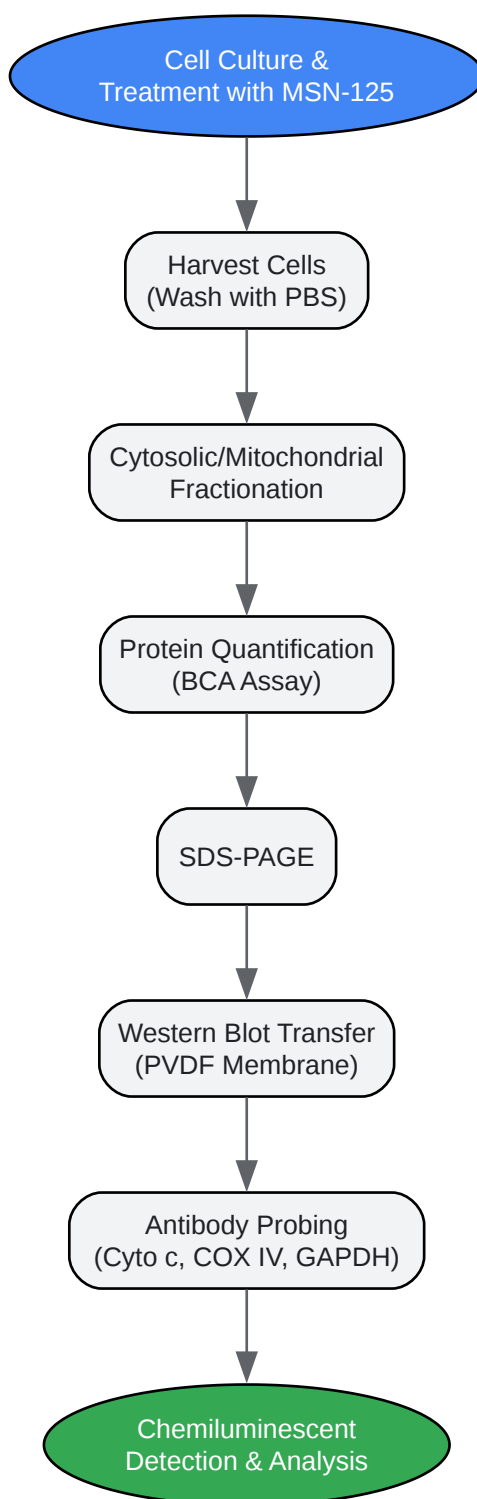 Cell Culture &
Treatment with MSN-125
Harvest Cells
(Wash with PBS)
Cytosolic/Mitochondrial
Fractionation
Protein Quantification
(BCA Assay)
SDS-PAGE
Western Blot Transfer
(PVDF Membrane)
Antibody Probing
(Cyto c, COX IV, GAPDH)
Chemiluminescent
Detection & Analysis